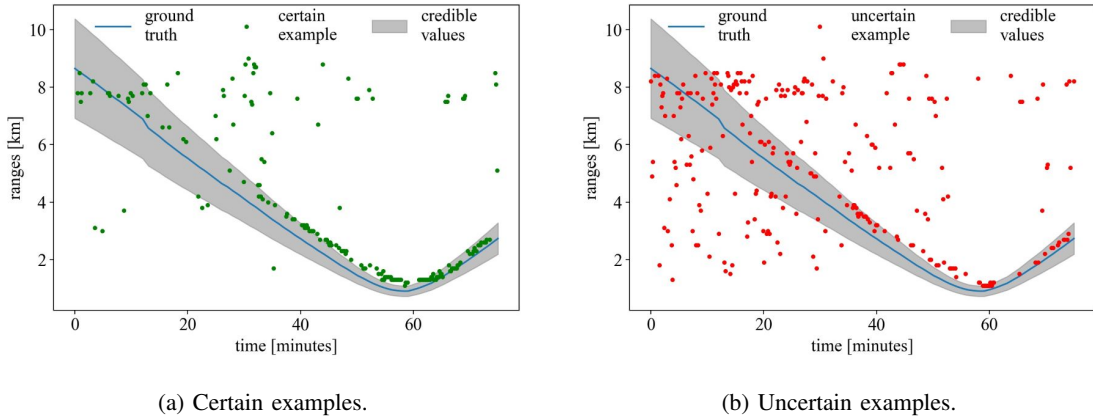 ground truth
certain example
credible values
10
8
6
4
2
ranges [km]
0
20
40
60
time [minutes]
(a) Certain examples.
ground truth
uncertain example
credible values
10
8
6
4
2
ranges [km]
0
20
40
60
time [minutes]
(b) Uncertain examples.